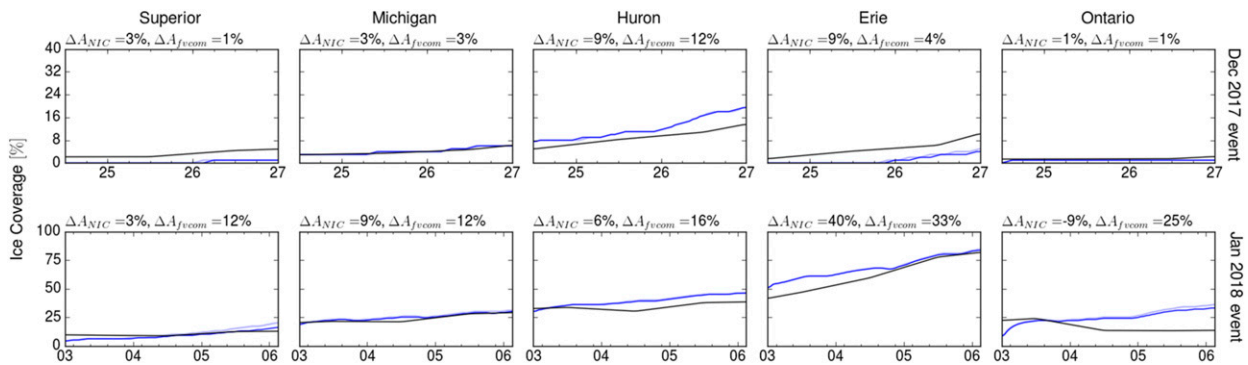 Superior Michigan Huron Erie Ontario
ΔA_NIC =3%, ΔA_fvcom =1% ΔA_NIC =3%, ΔA_fvcom =3% ΔA_NIC =9%, ΔA_fvcom =12% ΔA_NIC =9%, ΔA_fvcom =4% ΔA_NIC =1%, ΔA_fvcom =1%
40
32
24
16
8
0
25 26 27 25 26 27 25 26 27 25 26 27 25 26 27
Dec 2017 event
Ice Coverage [%]
ΔA_NIC =3%, ΔA_fvcom =12% ΔA_NIC =9%, ΔA_fvcom =12% ΔA_NIC =6%, ΔA_fvcom =16% ΔA_NIC =40%, ΔA_fvcom =33% ΔA_NIC =-9%, ΔA_fvcom =25%
100
75
50
25
0
03 04 05 06 03 04 05 06 03 04 05 06 03 04 05 06 03 04 05 06
Jan 2018 event